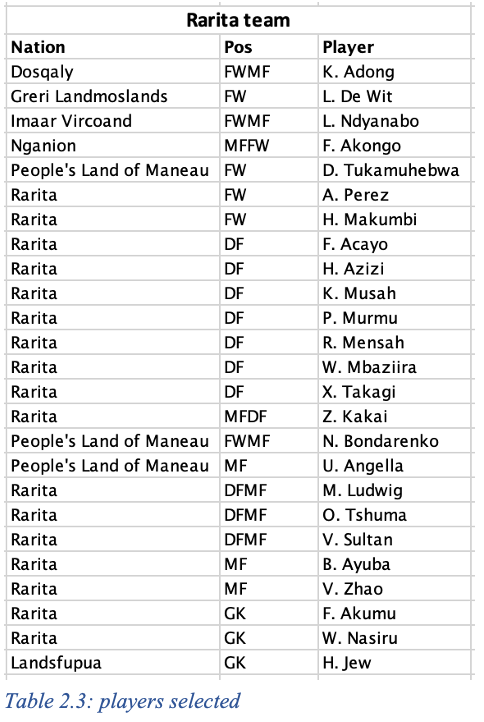 Rarita team
Nation Pos Player
Dosqaly FWMF K. Adong
Greri Landmoslands FW L. De Wit
Imaar Vircoand FWMF L. Ndyanabo
Nganion MFFW F. Akongo
People's Land of Maneau FW D. Tukamuhebwa
Rarita FW A. Perez
Rarita FW H. Makumbi
Rarita DF F. Acayo
Rarita DF H. Azizi
Rarita DF K. Musah
Rarita DF P. Murmu
Rarita DF R. Mensah
Rarita DF W. Mbaziira
Rarita DF X. Takagi
Rarita MFDF Z. Kakai
People's Land of Maneau FWMF N. Bondarenko
People's Land of Maneau MF U. Angella
Rarita DFMF M. Ludwig
Rarita DFMF O. Tshuma
Rarita DFMF V. Sultan
Rarita MF B. Ayuba
Rarita MF V. Zhao
Rarita GK F. Akumu
Rarita GK W. Nasiru
Landsfupua GK H. Jew
Table 2.3: players selected